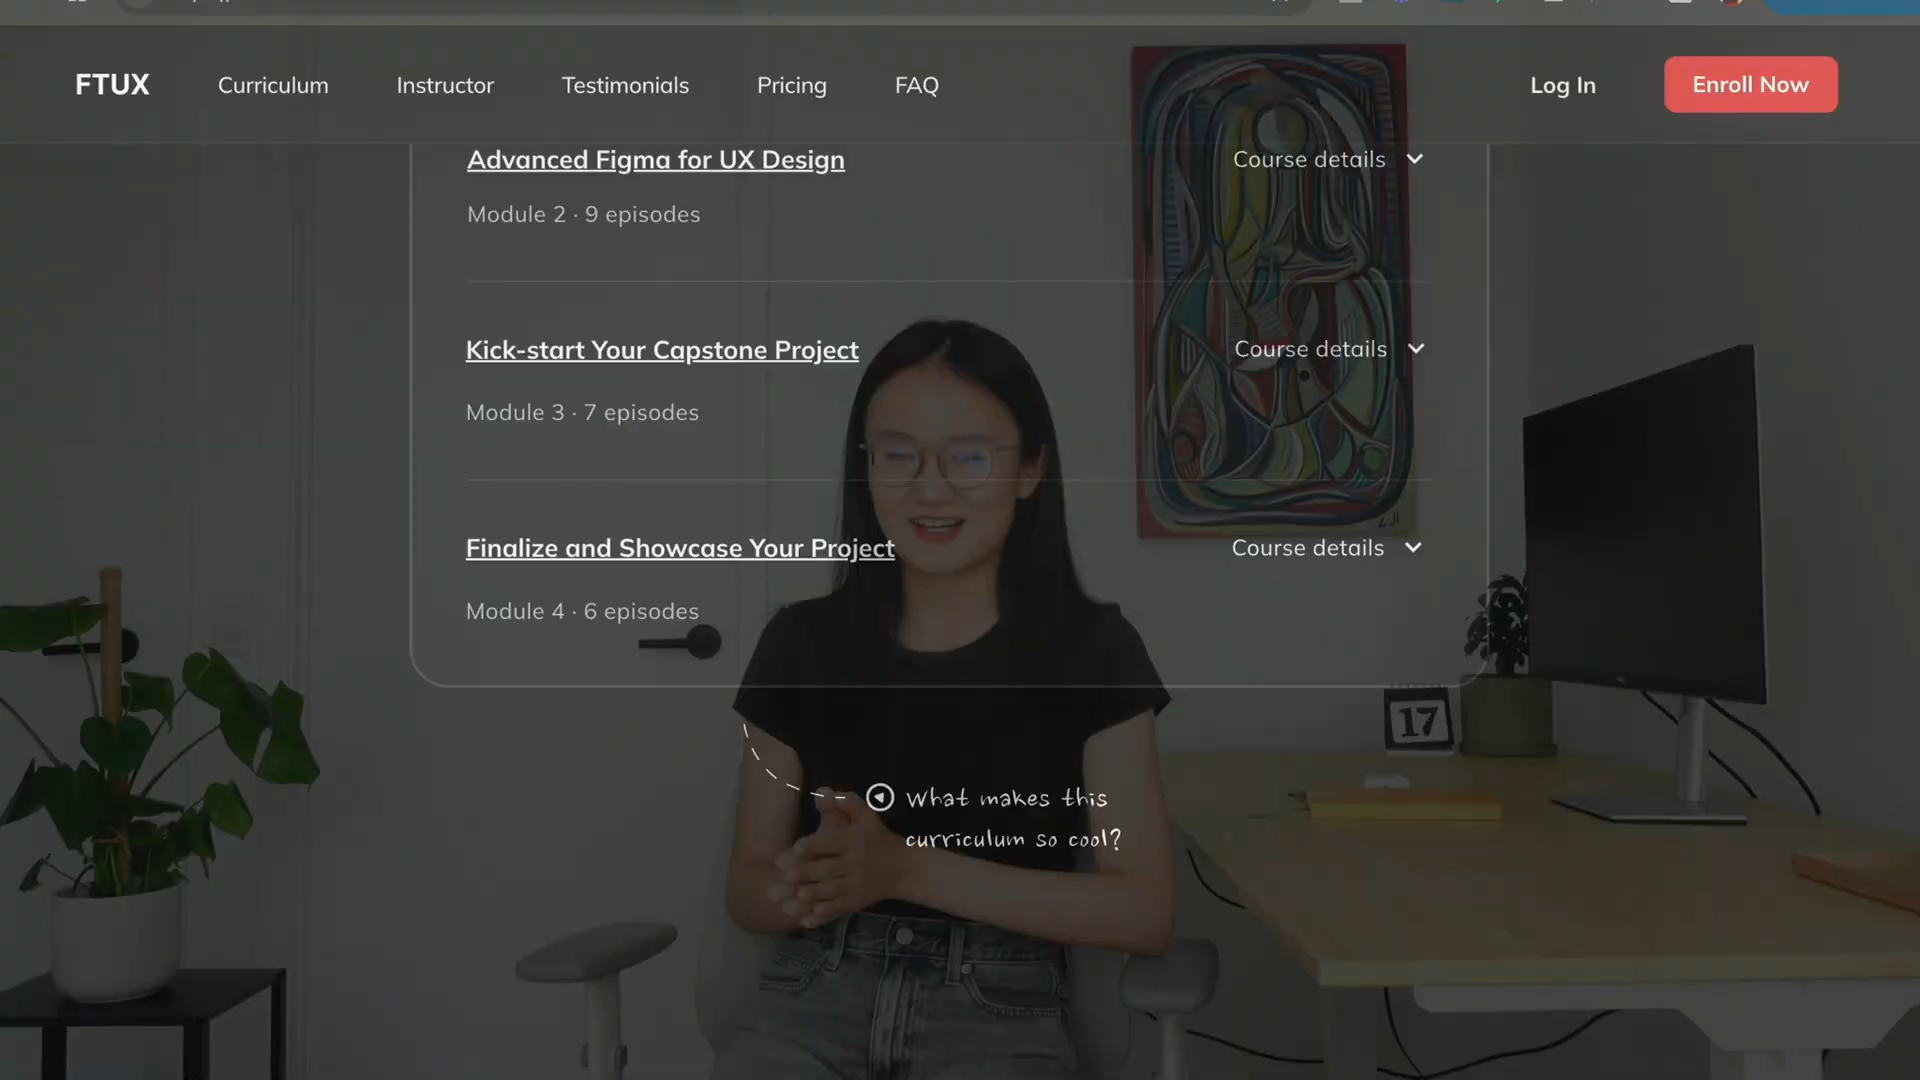 FTUX Curriculum Instructor Testimonials Pricing FAQ Log In Enroll Now
Advanced Figma for UX Design Course details
Module 2 · 9 episodes
Kick-start Your Capstone Project Course details
Module 3 · 7 episodes
Finalize and Showcase Your Project Course details
Module 4 · 6 episodes
17
What makes this
curriculum so cool?